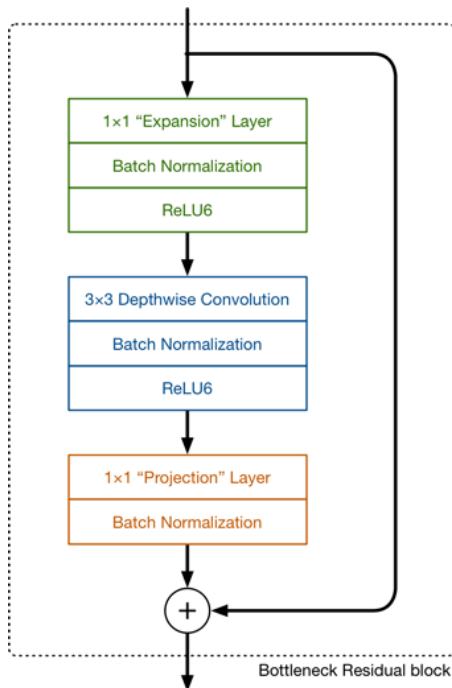 1×1 “Expansion” Layer
Batch Normalization
ReLU6
3×3 Depthwise Convolution
Batch Normalization
ReLU6
1×1 “Projection” Layer
Batch Normalization
+
Bottleneck Residual block